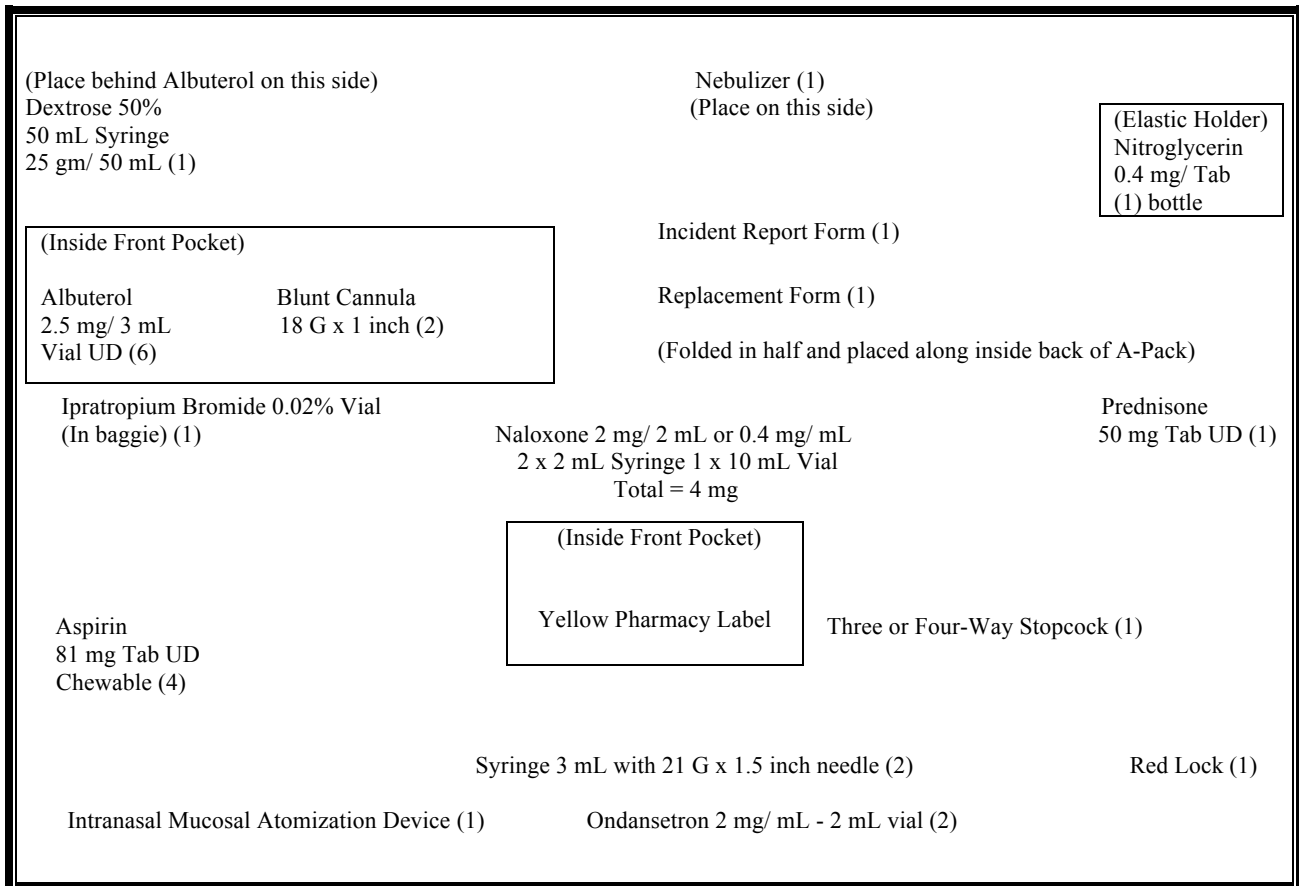 (Place behind Albuterol on this side)
Dextrose 50%
50 mL Syringe
25 gm/ 50 mL (1)
Nebulizer (1)
(Place on this side)
(Elastic Holder)
Nitroglycerin
0.4 mg/ Tab
(1) bottle
(Inside Front Pocket)
Albuterol
2.5 mg/ 3 mL
Vial UD (6)
Blunt Cannula
18 G x 1 inch (2)
Incident Report Form (1)
Replacement Form (1)
(Folded in half and placed along inside back of A-Pack)
Ipratropium Bromide 0.02% Vial
(In baggie) (1)
Naloxone 2 mg/ 2 mL or 0.4 mg/ mL
2 x 2 mL Syringe 1 x 10 mL Vial
Total = 4 mg
Prednisone
50 mg Tab UD (1)
(Inside Front Pocket)
Yellow Pharmacy Label
Aspirin
81 mg Tab UD
Chewable (4)
Three or Four-Way Stopcock (1)
Syringe 3 mL with 21 G x 1.5 inch needle (2)
Red Lock (1)
Intranasal Mucosal Atomization Device (1)
Ondansetron 2 mg/ mL - 2 mL vial (2)